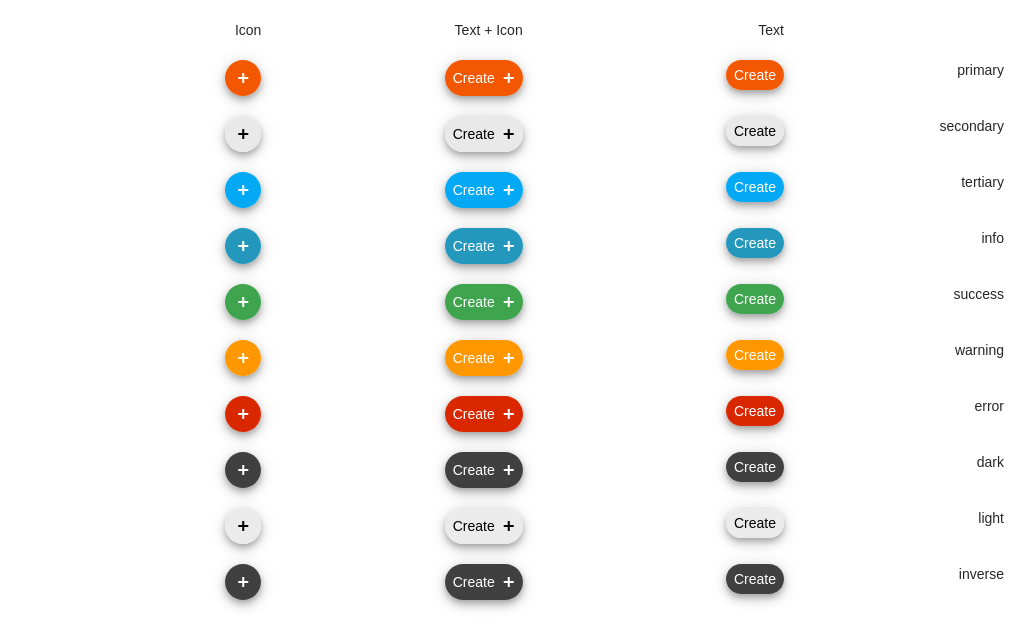 Icon Text + Icon Text
+ Create + Create primary
+ Create + Create secondary
+ Create + Create tertiary
+ Create + Create info
+ Create + Create success
+ Create + Create warning
+ Create + Create error
+ Create + Create dark
+ Create + Create light
+ Create + Create inverse